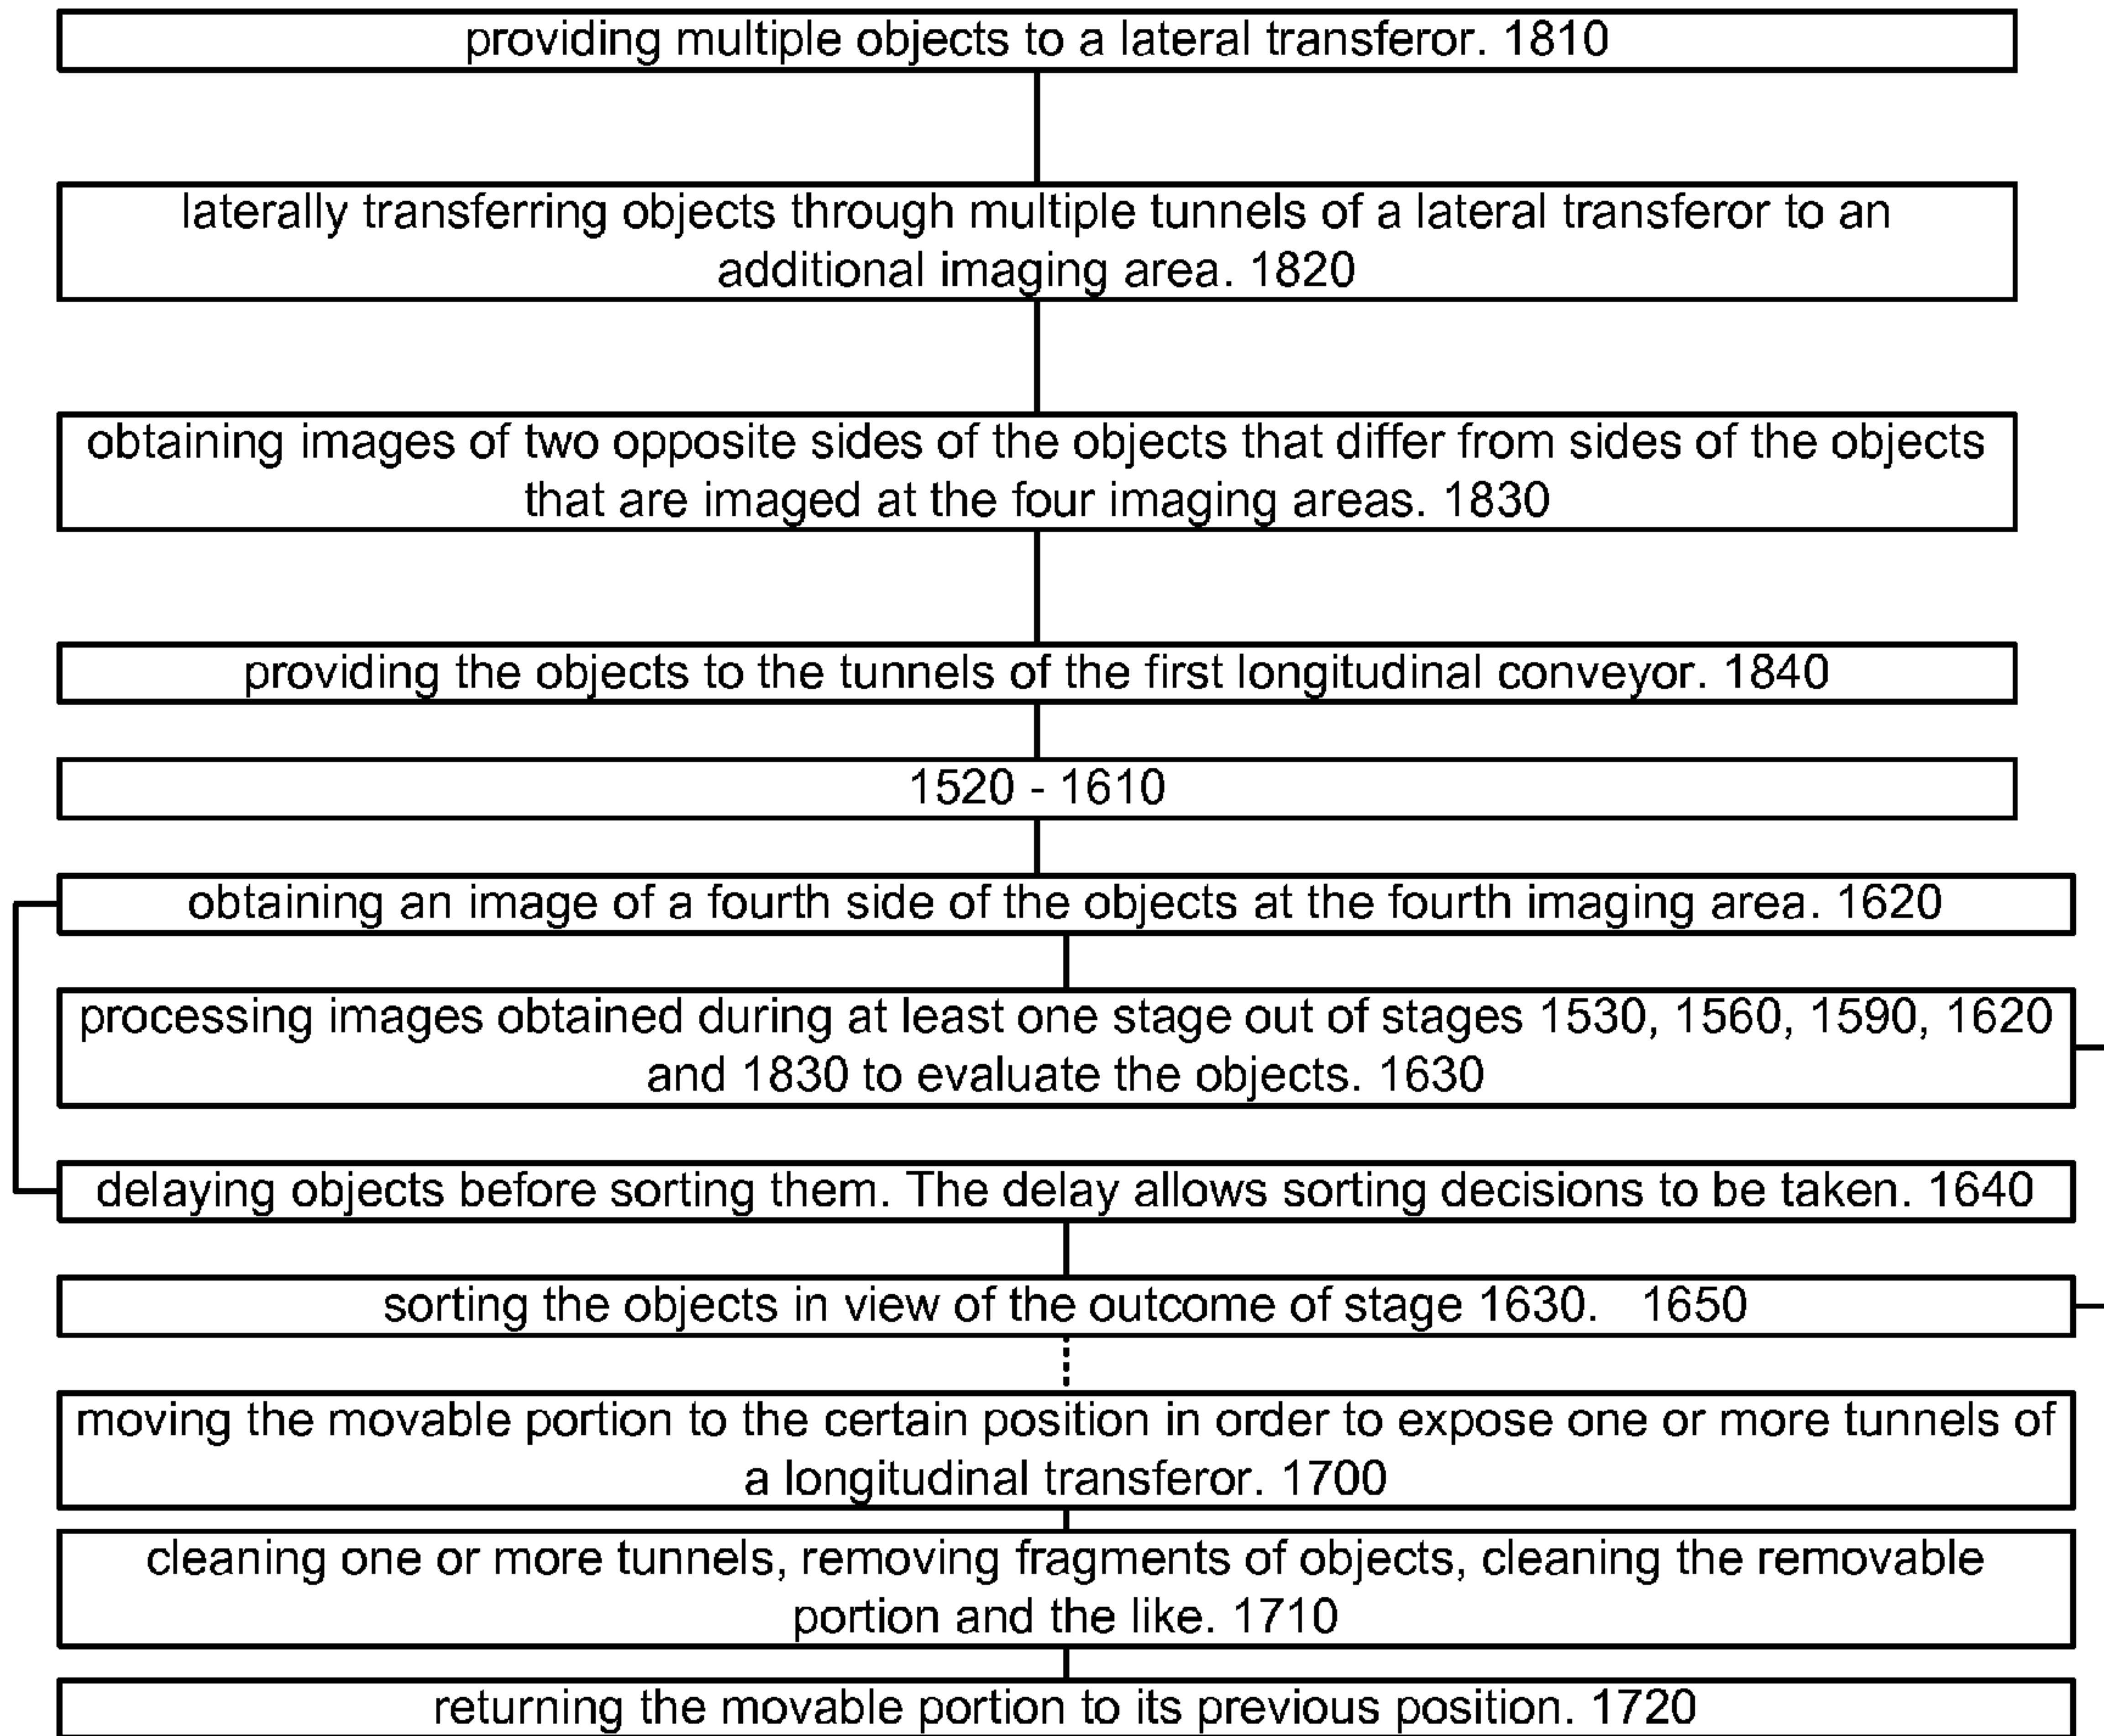 providing multiple objects to a lateral transferor. 1810
laterally transferring objects through multiple tunnels of a lateral transferor to an
additional imaging area. 1820
obtaining images of two opposite sides of the objects that differ from sides of the objects
that are imaged at the four imaging areas. 1830
providing the objects to the tunnels of the first longitudinal conveyor. 1840
1520 - 1610
obtaining an image of a fourth side of the objects at the fourth imaging area. 1620
processing images obtained during at least one stage out of stages 1530, 1560, 1590, 1620
and 1830 to evaluate the objects. 1630
delaying objects before sorting them. The delay allows sorting decisions to be taken. 1640
sorting the objects in view of the outcome of stage 1630. 1650
moving the movable portion to the certain position in order to expose one or more tunnels of
a longitudinal transferor. 1700
cleaning one or more tunnels, removing fragments of objects, cleaning the removable
portion and the like. 1710
returning the movable portion to its previous position. 1720